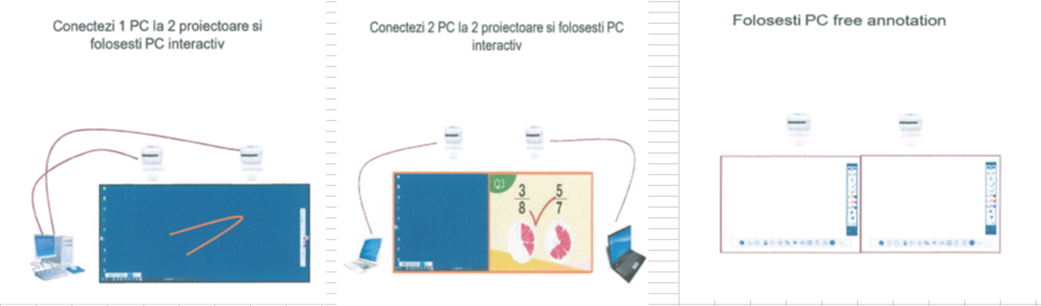 Conectezi 1 PC la 2 proiectoare si
folosesti PC interactiv
Conectezi 2 PC la 2 proiectoare si folosesti PC
interactiv
Q3
3 5
8 7
Folosesti PC free annotation